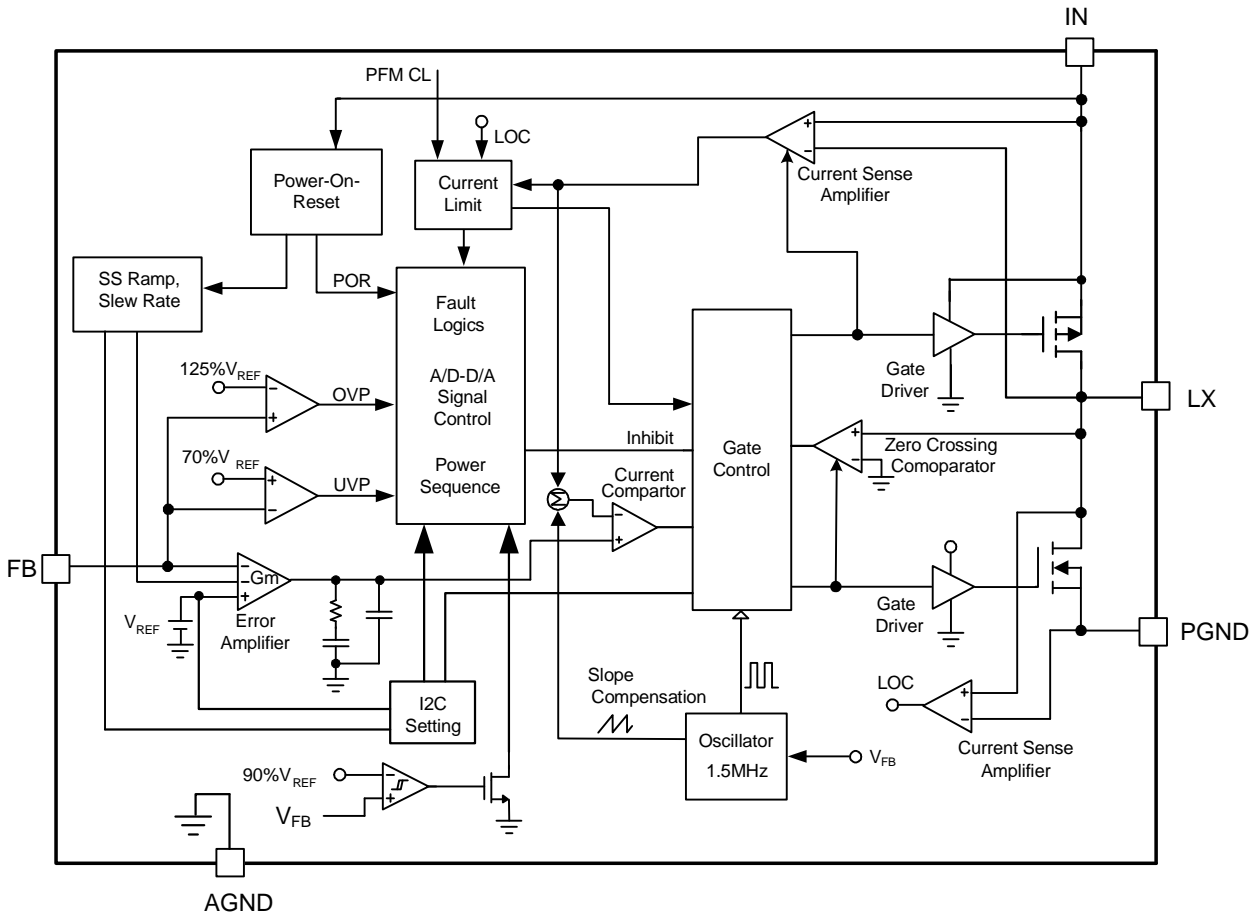 IN
PFM CL
LOC
Power-On-
Reset
Current
Limit
+
−
Current Sense
Amplifier
SS Ramp,
Slew Rate
POR
Fault
Logics
A/D-D/A
Signal
Control
Power
Sequence
125%VREF
−
+
OVP
70%V REF
+
−
UVP
Gate
Driver
LX
Inhibit
Gate
Control
+
−
Zero Crossing
Comoparator
Current
Compartor
Σ
−
+
FB
−
−
+
Gm
VREF
Error
Amplifier
Gate
Driver
PGND
I2C
Setting
Slope
Compensation
LOC
+
−
Current Sense
Amplifier
Oscillator
1.5MHz
VFB
90%VREF
−
+
VFB
AGND